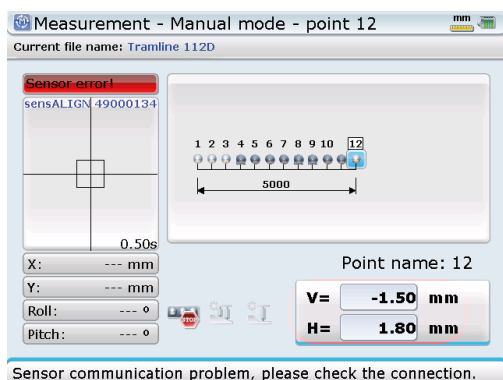 Measurement - Manual mode - point 12
mm
Current file name: Tramline 112D
Sensor error!
sensALIGN 49000134
0.50s
1 2 3 4 5 6 7 8 9 10 12
5000
X: --- mm
Y: --- mm
Roll: --- º
Pitch: --- º
STOP
Point name: 12
V= -1.50 mm
H= 1.80 mm
Sensor communication problem, please check the connection.